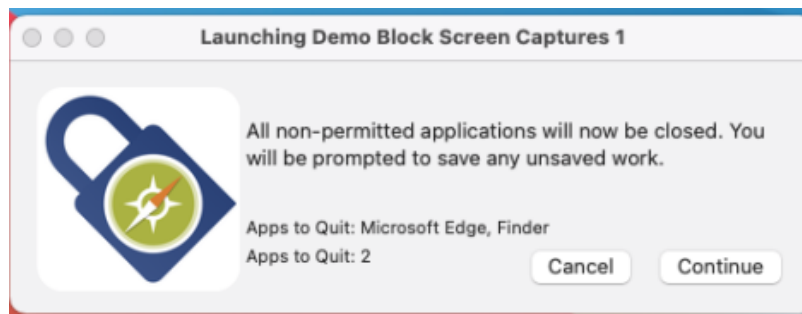 Launching Demo Block Screen Captures 1
All non-permitted applications will now be closed. You
will be prompted to save any unsaved work.
Apps to Quit: Microsoft Edge, Finder
Apps to Quit: 2
Cancel
Continue